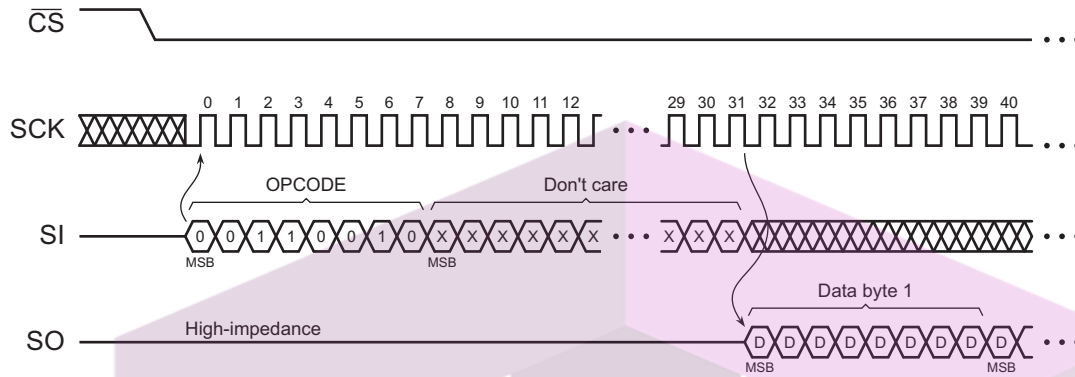 CS
SCK 0 1 2 3 4 5 6 7 8 9 10 11 12 29 30 31 32 33 34 35 36 37 38 39 40
OPCODE Don't care
SI 0 0 1 1 0 0 1 0 X X X X X X X X X
MSB MSB
Data byte 1
High-impedance
SO D D D D D D D D D
MSB MSB